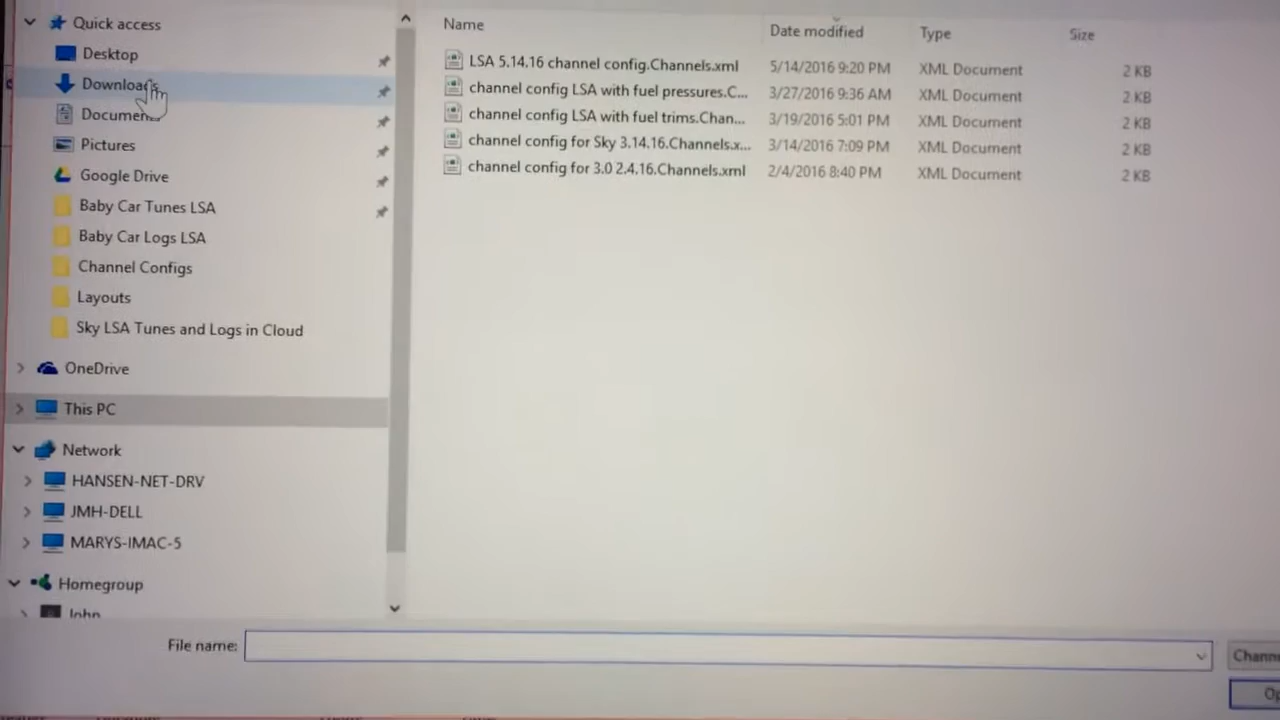 Quick access
Desktop
Downloads
Documen
Pictures
Google Drive
Baby Car Tunes LSA
Baby Car Logs LSA
Channel Configs
Layouts
Sky LSA Tunes and Logs in Cloud
OneDrive
This PC
Network
HANSEN-NET-DRV
JMH-DELL
MARYS-IMAC-5
Homegroup
John
Name Date modified Type Size
LSA 5.14.16 channel config.Channels.xml 5/14/2016 9:20 PM XML Document 2 KB
channel config LSA with fuel pressures.C... 3/27/2016 9:36 AM XML Document 2 KB
channel config LSA with fuel trims.Chan... 3/19/2016 5:01 PM XML Document 2 KB
channel config for Sky 3.14.16.Channels.x... 3/14/2016 7:09 PM XML Document 2 KB
channel config for 3.0 2.4.16.Channels.xml 2/4/2016 8:40 PM XML Document 2 KB
File name:
Channe
Op